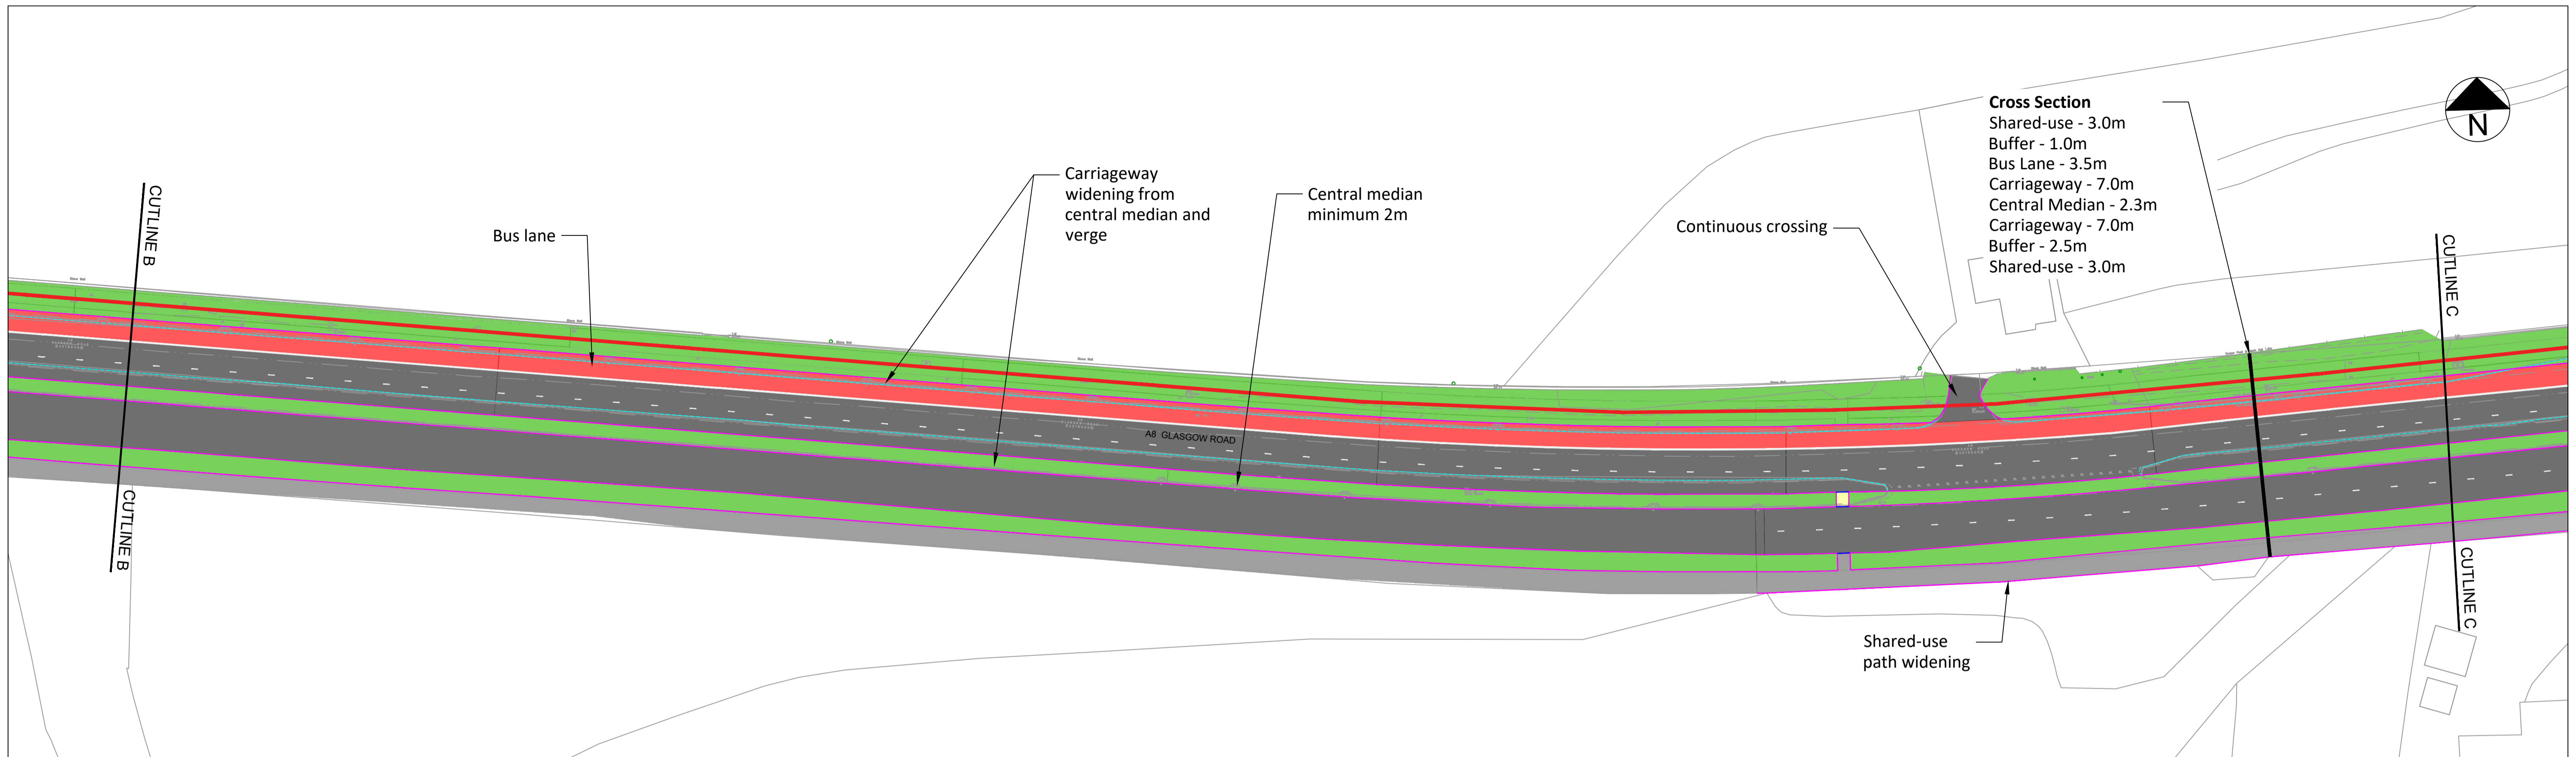 Cross Section
Shared-use - 3.0m
Buffer - 1.0m
Bus Lane - 3.5m
Carriageway - 7.0m
Central Median - 2.3m
Carriageway - 7.0m
Buffer - 2.5m
Shared-use - 3.0m
N
CUTLINE B
Bus lane
Carriageway
widening from
central median and
verge
Central median
minimum 2m
Continuous crossing
CUTLINE C
A8 GLASGOW ROAD
CUTLINE B
CUTLINE C
Shared-use
path widening